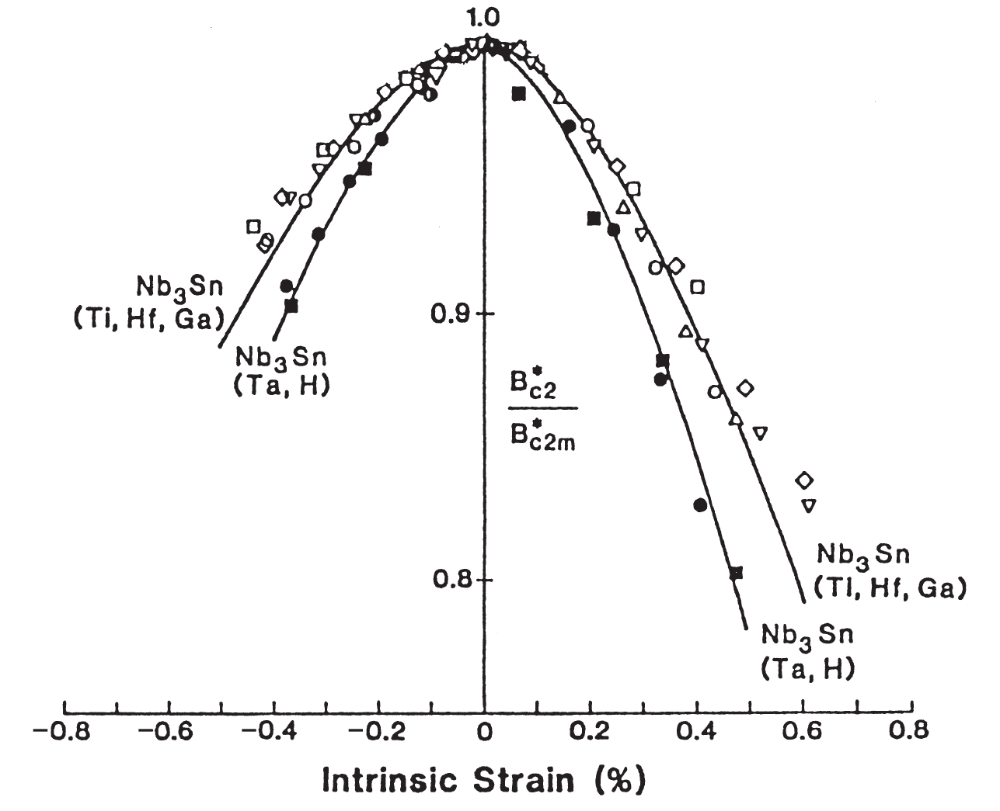 1.0
Nb3Sn
(Ti, Hf, Ga)
Nb3Sn
(Ta, H)
0.9
B*c2
B*c2m
0.8
Nb3Sn
(Ti, Hf, Ga)
Nb3Sn
(Ta, H)
-0.8 -0.6 -0.4 -0.2 0 0.2 0.4 0.6 0.8
Intrinsic Strain (%)